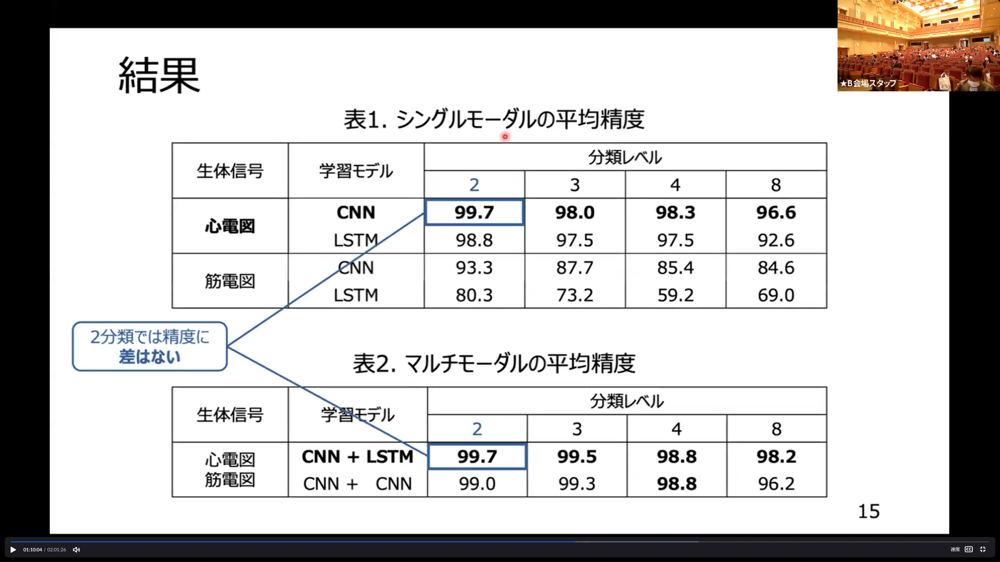 ★B会場スタッフ
結果
表1. シングルモーダルの平均精度
生体信号 学習モデル 分類レベル
2 3 4 8
心電図 CNN 99.7 98.0 98.3 96.6
LSTM 98.8 97.5 97.5 92.6
筋電図 CNN 93.3 87.7 85.4 84.6
LSTM 80.3 73.2 59.2 69.0
2分類では精度に
差はない
表2. マルチモーダルの平均精度
生体信号 学習モデル 分類レベル
2 3 4 8
心電図 CNN + LSTM 99.7 99.5 98.8 98.2
筋電図 CNN + CNN 99.0 99.3 98.8 96.2
15
01:10:04 / 02:01:26 速度 CC